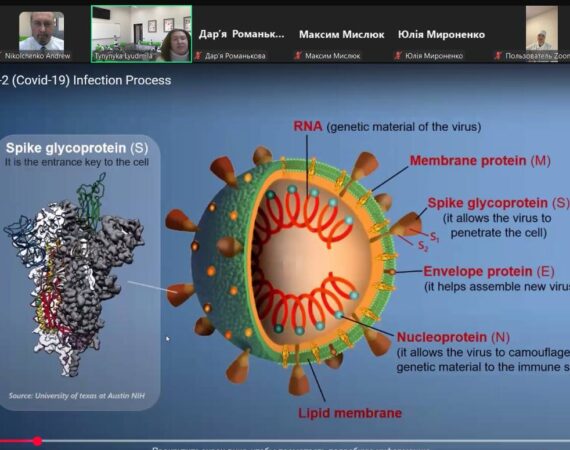 Дар'я Романьк...
Максим Мислюк
Юлія Мироненко
Nikolchenko Andrew
Tynynyka Lyudmila
Дар'я Романькова
Максим Мислюк
Юлія Мироненко
Пользователь Zoom
-2 (Covid-19) Infection Process
Spike glycoprotein (S)
It is the entrance key to the cell
Source: University of texas at Austin NIH
RNA (genetic material of the virus)
Membrane protein (M)
Spike glycoprotein (S)
(it allows the virus to
penetrate the cell)
S1
S2
Envelope protein (E)
(it helps assemble new virus
Nucleoprotein (N)
(it allows the virus to camouflage
genetic material to the immune s
Lipid membrane